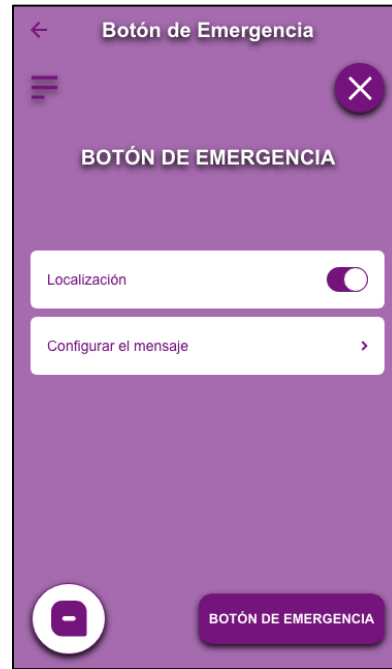 Botón de Emergencia
BOTÓN DE EMERGENCIA
Localización
Configurar el mensaje
BOTÓN DE EMERGENCIA